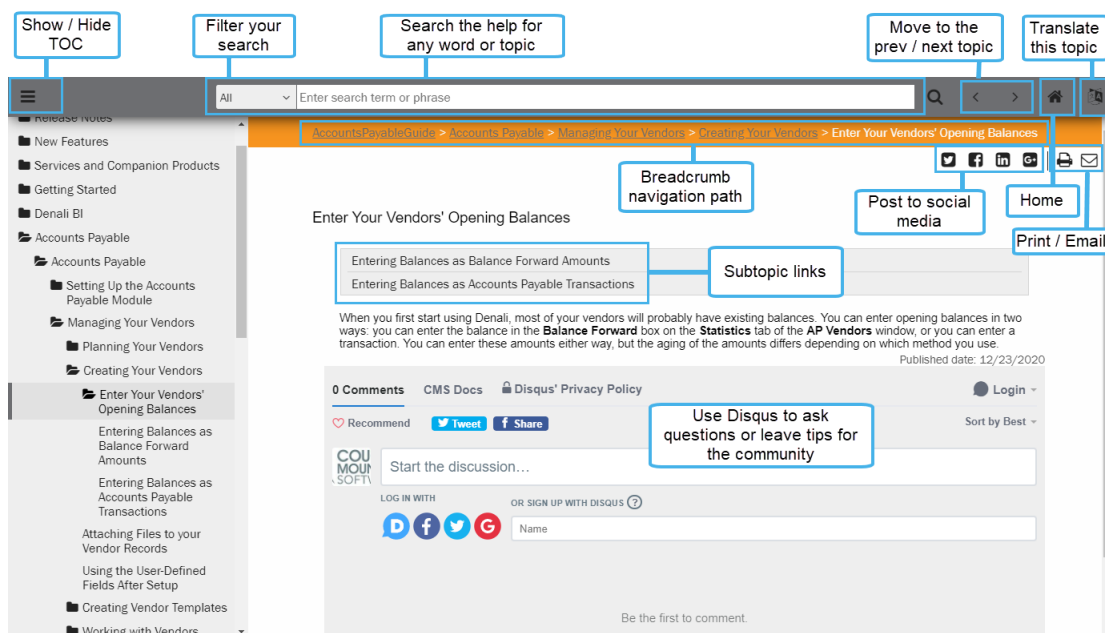 Show / Hide
TOC
Filter your
search
Search the help for
any word or topic
Move to the
prev / next topic
Translate
this topic
All
Enter search term or phrase
Release Notes
New Features
Services and Companion Products
Getting Started
Denali BI
Accounts Payable
Accounts Payable
Setting Up the Accounts
Payable Module
Managing Your Vendors
Planning Your Vendors
Creating Your Vendors
Enter Your Vendors'
Opening Balances
Entering Balances as
Balance Forward
Amounts
Entering Balances as
Accounts Payable
Transactions
Attaching Files to your
Vendor Records
Using the User-Defined
Fields After Setup
Creating Vendor Templates
Working with Vendors
AccountsPayableGuide > Accounts Payable > Managing Your Vendors > Creating Your Vendors > Enter Your Vendors' Opening Balances
Breadcrumb
navigation path
Post to social
media
Home
Print / Email
Enter Your Vendors' Opening Balances
Entering Balances as Balance Forward Amounts
Entering Balances as Accounts Payable Transactions
Subtopic links
When you first start using Denali, most of your vendors will probably have existing balances. You can enter opening balances in two
ways: you can enter the balance in the Balance Forward box on the Statistics tab of the AP Vendors window, or you can enter a
transaction. You can enter these amounts either way, but the aging of the amounts differs depending on which method you use.
Published date: 12/23/2020
0 Comments CMS Docs Disqus' Privacy Policy Login
Recommend Tweet f Share Sort by Best
Use Disqus to ask
questions or leave tips for
the community
COU
MOUN
SOFTV
Start the discussion...
LOG IN WITH
OR SIGN UP WITH DISQUS ?
D f G
Name
Be the first to comment.